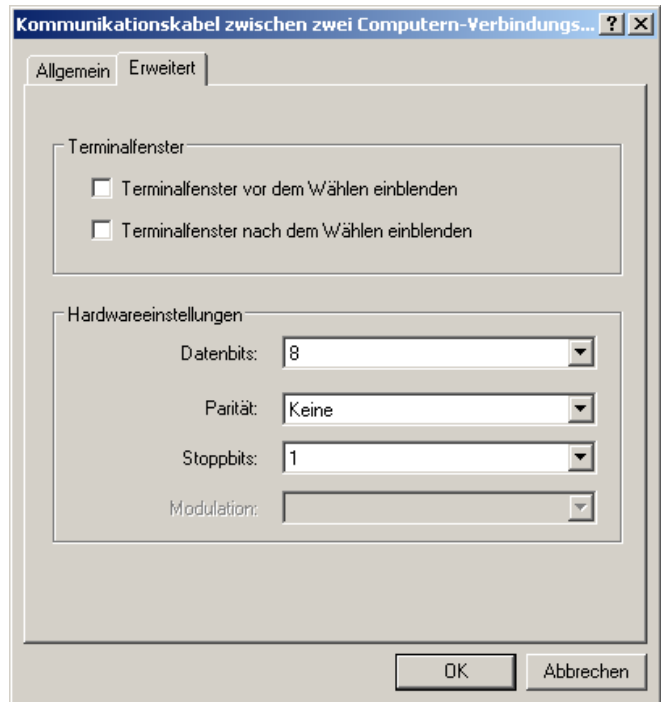 Kommunikationskabel zwischen zwei Computern-Verbindungs...
Allgemein
Erweitert
Terminalfenster
Terminalfenster vor dem Wählen einblenden
Terminalfenster nach dem Wählen einblenden
Hardwareeinstellungen
Datenbits: 8
Parität: Keine
Stoppbits: 1
Modulation:
OK Abbrechen